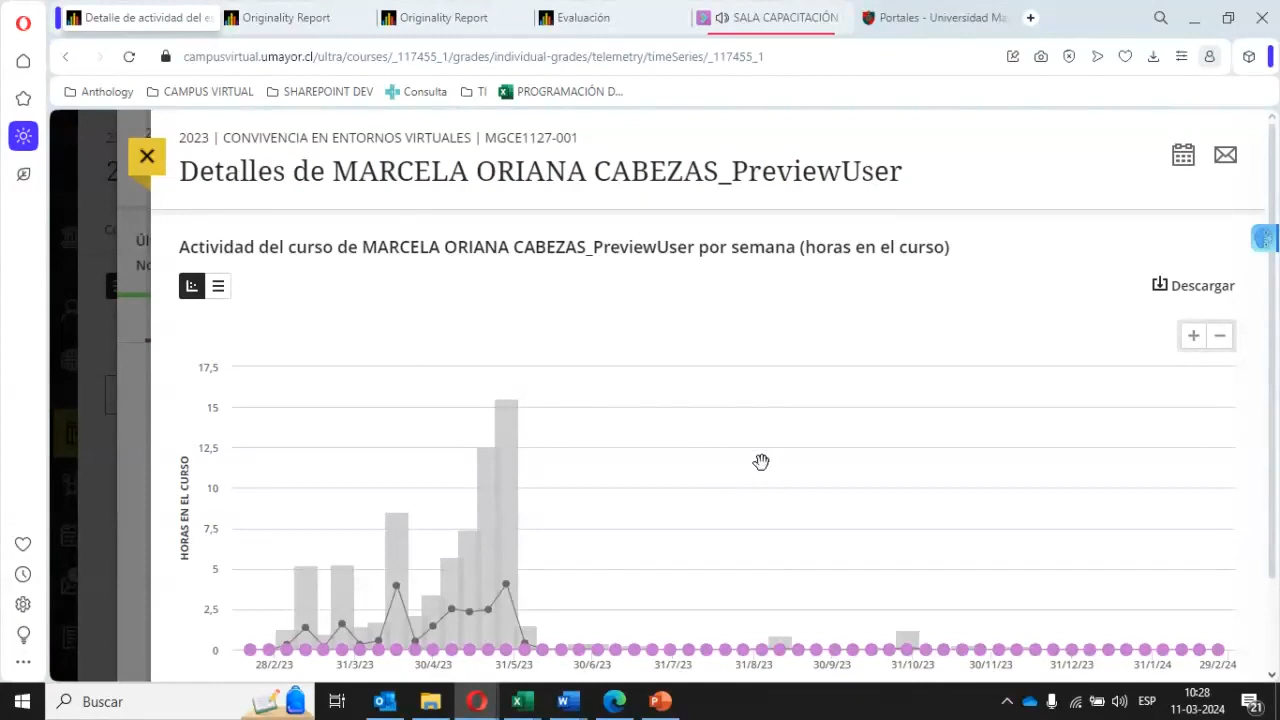 Detalle de actividad del es
Originality Report
Originality Report
Evaluación
SALA CAPACITACIÓN
Portales - Universidad Ma
campusvirtual.umayor.cl/ultra/courses/_117455_1/grades/individual-grades/telemetry/timeSeries/_117455_1
Anthology
CAMPUS VIRTUAL
SHAREPOINT DEV
Consulta
TI
PROGRAMACIÓN D...
2023 | CONVIVENCIA EN ENTORNOS VIRTUALES | MGCE1127-001
Detalles de MARCELA ORIANA CABEZAS_PreviewUser
Úl
No
Actividad del curso de MARCELA ORIANA CABEZAS_PreviewUser por semana (horas en el curso)
Descargar
HORAS EN EL CURSO
17,5
15
12,5
10
7,5
5
2,5
0
28/2/23
31/3/23
30/4/23
31/5/23
30/6/23
31/7/23
31/8/23
30/9/23
31/10/23
30/11/23
31/12/23
31/1/24
29/2/24
Buscar
ESP
10:28
11-03-2024
21